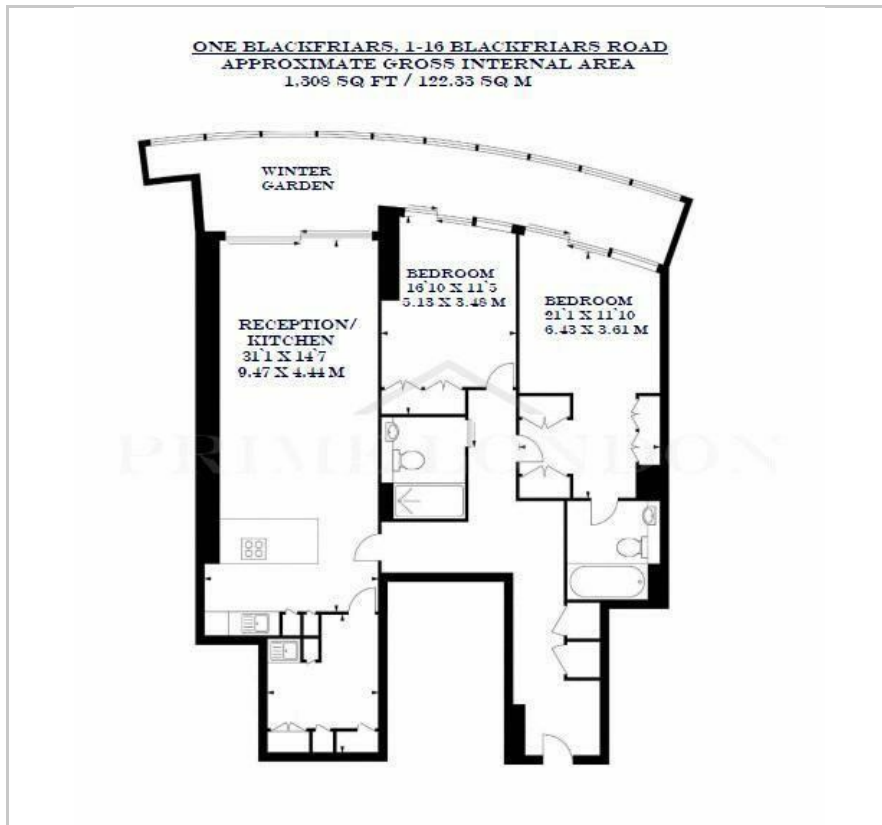 ONE BLACKFRIARS, 1-16 BLACKFRIARS ROAD
APPROXIMATE GROSS INTERNAL AREA
1,308 SQ FT / 122.33 SQ M
WINTER
GARDEN
BEDROOM
16'10 X 11'5
5.13 X 3.48 M
BEDROOM
21'1 X 11'10
6.43 X 3.61 M
RECEPTION/
KITCHEN
31'1 X 14'7
9.47 X 4.44 M
PRIME LONDON